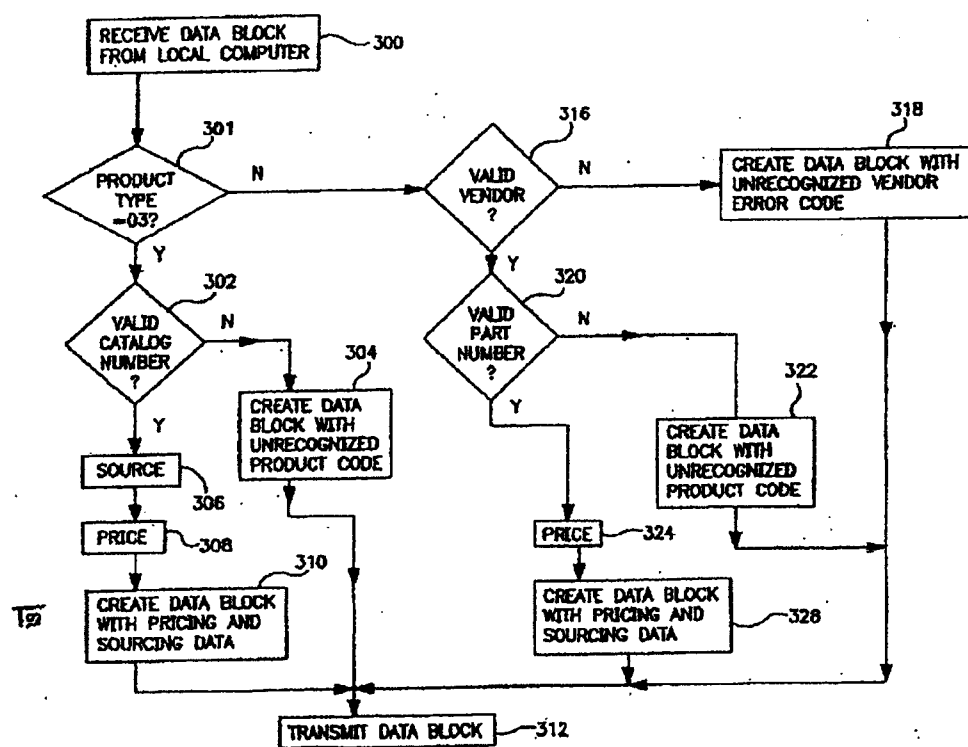 RECEIVE DATA BLOCK
FROM LOCAL COMPUTER
300
301
PRODUCT
TYPE
=03?
N
Y
316
VALID
VENDOR
?
N
Y
318
CREATE DATA BLOCK WITH
UNRECOGNIZED VENDOR
ERROR CODE
302
VALID
CATALOG
NUMBER
?
N
Y
304
CREATE DATA
BLOCK WITH
UNRECOGNIZED
PRODUCT CODE
320
VALID
PART
NUMBER
?
N
Y
322
CREATE DATA
BLOCK WITH
UNRECOGNIZED
PRODUCT CODE
SOURCE
306
PRICE
308
PRICE
324
310
CREATE DATA BLOCK
WITH PRICING AND
SOURCING DATA
CREATE DATA BLOCK
WITH PRICING AND
SOURCING DATA
328
TRANSMIT DATA BLOCK
312